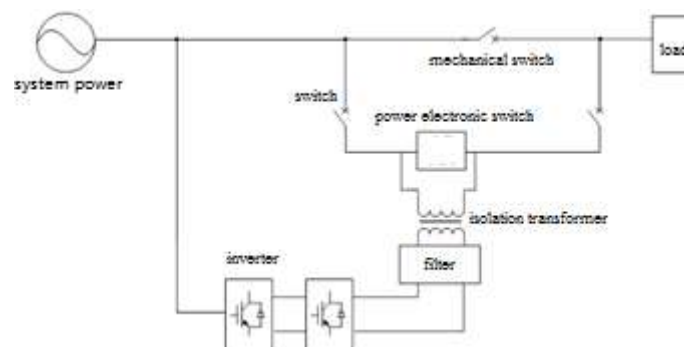 load
mechanical switch
system power
switch
power electronic switch
isolation transformer
inverter
filter